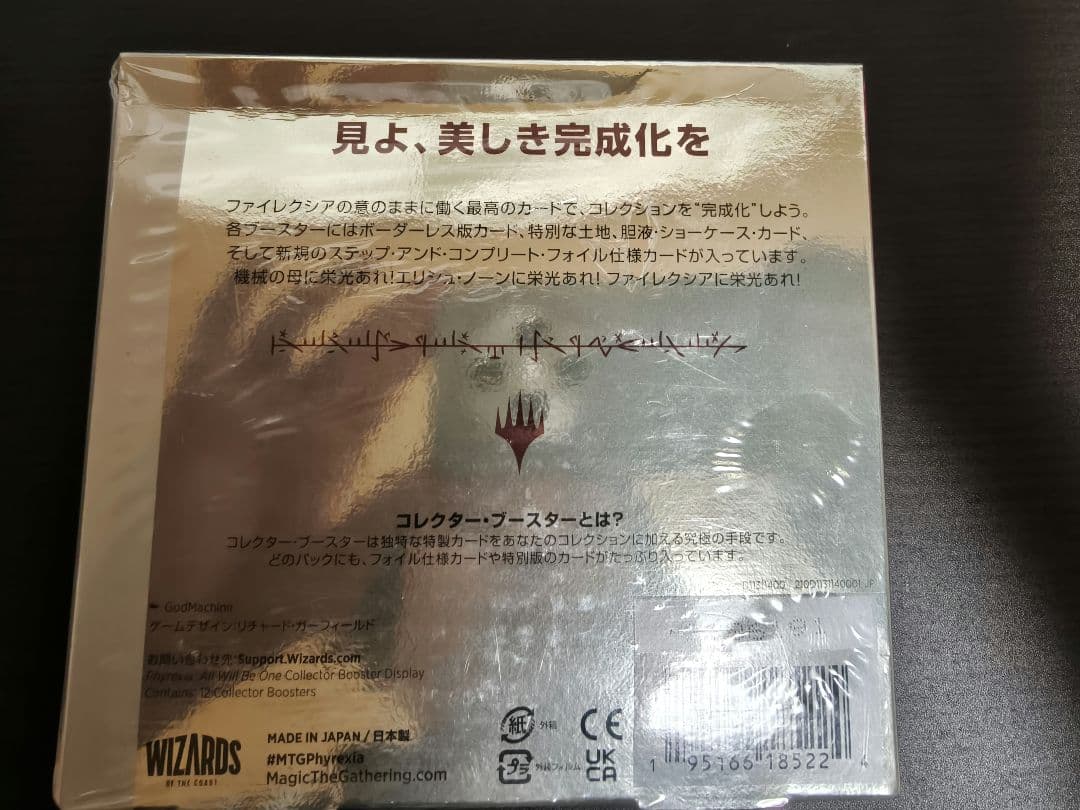 見よ、美しき完成化を
ファイレクシアの意のままに働く最高のカードで、コレクションを“完成化”しよう。
各ブースターにはボーダーレス版カード、特別な土地、胆液・ショーケース・カード、
そして新規のステップ・アンド・コンプリート・フォイル仕様カードが入っています。
機械の母に栄光あれ!エリシュ・ノーンに栄光あれ! ファイレクシアに栄光あれ!
コレクター・ブースターとは?
コレクター・ブースターは独特な特製カードをあなたのコレクションに加える究極の手段です。
どのパックにも、フォイル仕様カードや特別版のカードがたっぷり入っています。
GodMachine
ゲームデザイン:リチャード・ガーフィールド
お問い合わせ先:Support.Wizards.com
Phyrexia: All Will Be One Collector Booster Display
Contains: 12 Collector Boosters
WIZARDS
OF THE COAST
MADE IN JAPAN / 日本製
#MTGPhyrexia
MagicTheGathering.com
紙 外箱
プラ 外装フィルム
CE
UK
CA
1 95166 18522 4